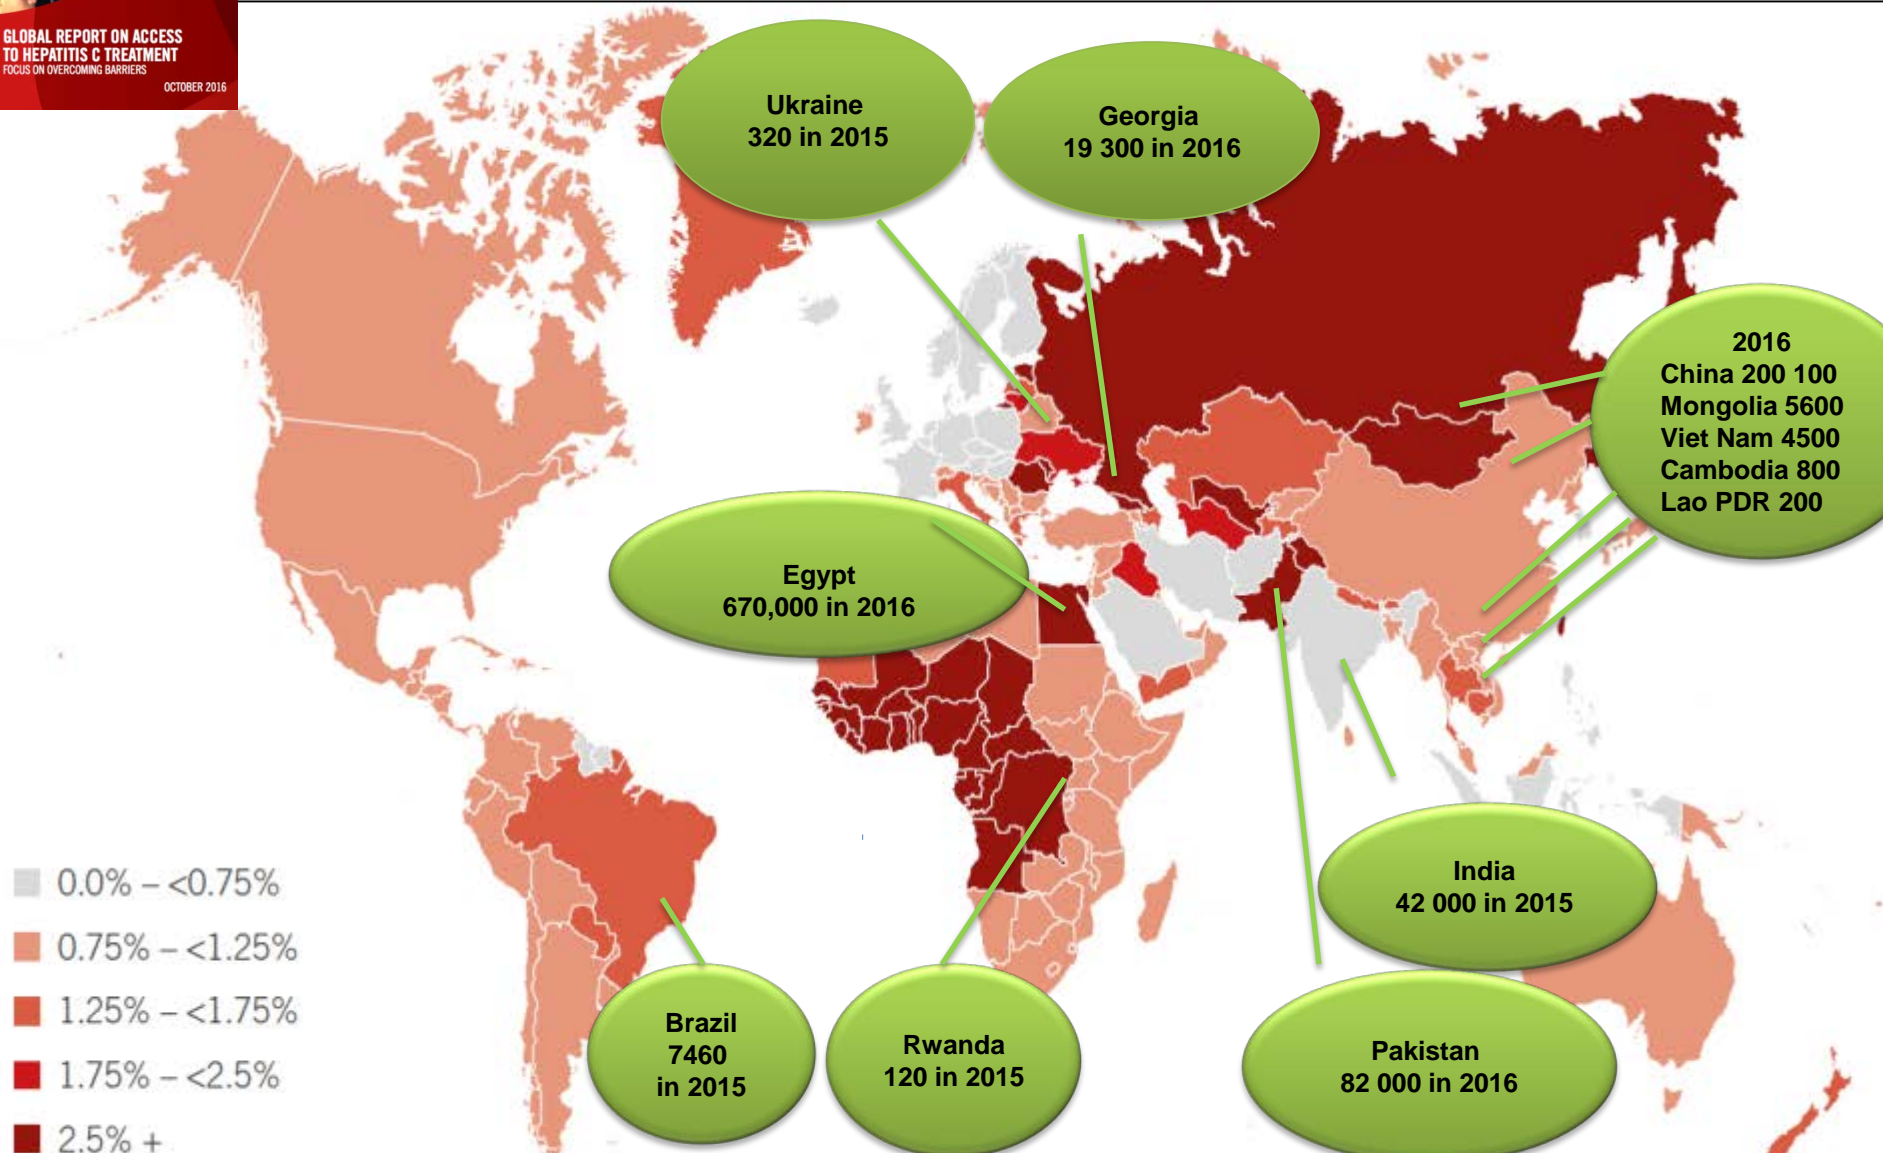 GLOBAL REPORT ON ACCESS
TO HEPATITIS C TREATMENT
FOCUS ON OVERCOMING BARRIERS
OCTOBER 2016
Ukraine
320 in 2015
Georgia
19 300 in 2016
2016
China 200 100
Mongolia 5600
Viet Nam 4500
Cambodia 800
Lao PDR 200
Egypt
670,000 in 2016
India
42 000 in 2015
Brazil
7460
in 2015
Rwanda
120 in 2015
Pakistan
82 000 in 2016
0.0% – <0.75%
0.75% – <1.25%
1.25% – <1.75%
1.75% – <2.5%
2.5% +